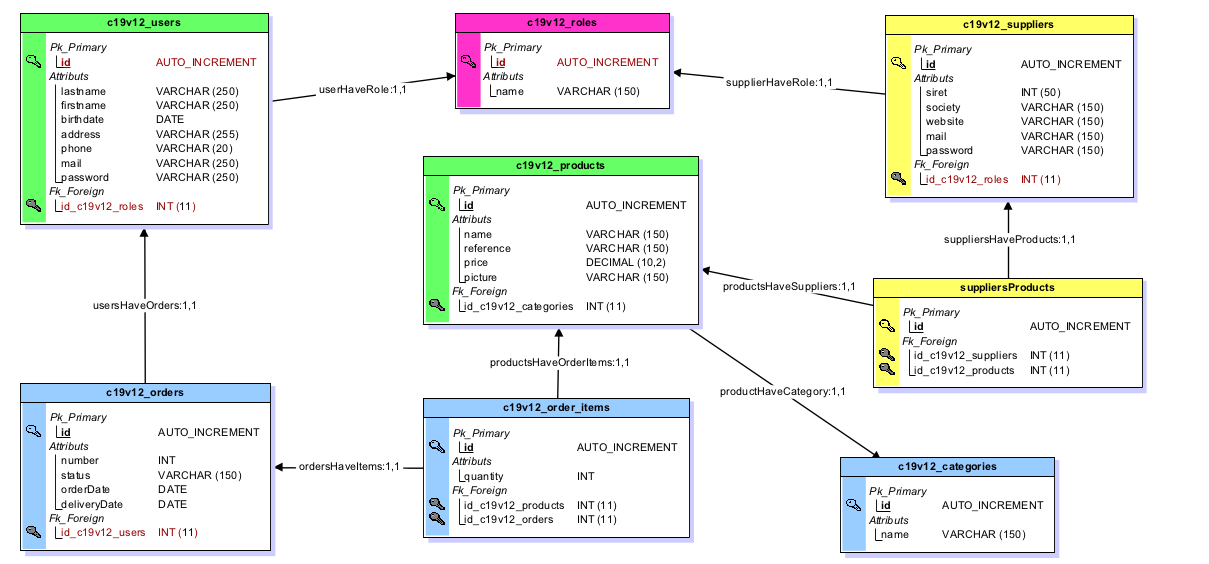 c19v12_users
Pk_Primary
id AUTO_INCREMENT
Attributs
lastname VARCHAR (250)
firstname VARCHAR (250)
birthdate DATE
address VARCHAR (255)
phone VARCHAR (20)
mail VARCHAR (250)
password VARCHAR (250)
Fk_Foreign
id_c19v12_roles INT (11)
userHaveRole:1,1
c19v12_roles
Pk_Primary
id AUTO_INCREMENT
Attributs
name VARCHAR (150)
supplierHaveRole:1,1
c19v12_suppliers
Pk_Primary
id AUTO_INCREMENT
Attributs
siret INT (50)
society VARCHAR (150)
website VARCHAR (150)
mail VARCHAR (150)
password VARCHAR (150)
Fk_Foreign
id_c19v12_roles INT (11)
c19v12_products
Pk_Primary
id AUTO_INCREMENT
Attributs
name VARCHAR (150)
reference VARCHAR (150)
price DECIMAL (10,2)
picture VARCHAR (150)
Fk_Foreign
id_c19v12_categories INT (11)
suppliersHaveProducts:1,1
productsHaveSuppliers:1,1
suppliersProducts
Pk_Primary
id AUTO_INCREMENT
Fk_Foreign
id_c19v12_suppliers INT (11)
id_c19v12_products INT (11)
usersHaveOrders:1,1
productsHaveOrderItems:1,1
productHaveCategory:1,1
c19v12_orders
Pk_Primary
id AUTO_INCREMENT
Attributs
number INT
status VARCHAR (150)
orderDate DATE
deliveryDate DATE
Fk_Foreign
id_c19v12_users INT (11)
ordersHaveItems:1,1
c19v12_order_items
Pk_Primary
id AUTO_INCREMENT
Attributs
quantity INT
Fk_Foreign
id_c19v12_products INT (11)
id_c19v12_orders INT (11)
c19v12_categories
Pk_Primary
id AUTO_INCREMENT
Attributs
name VARCHAR (150)